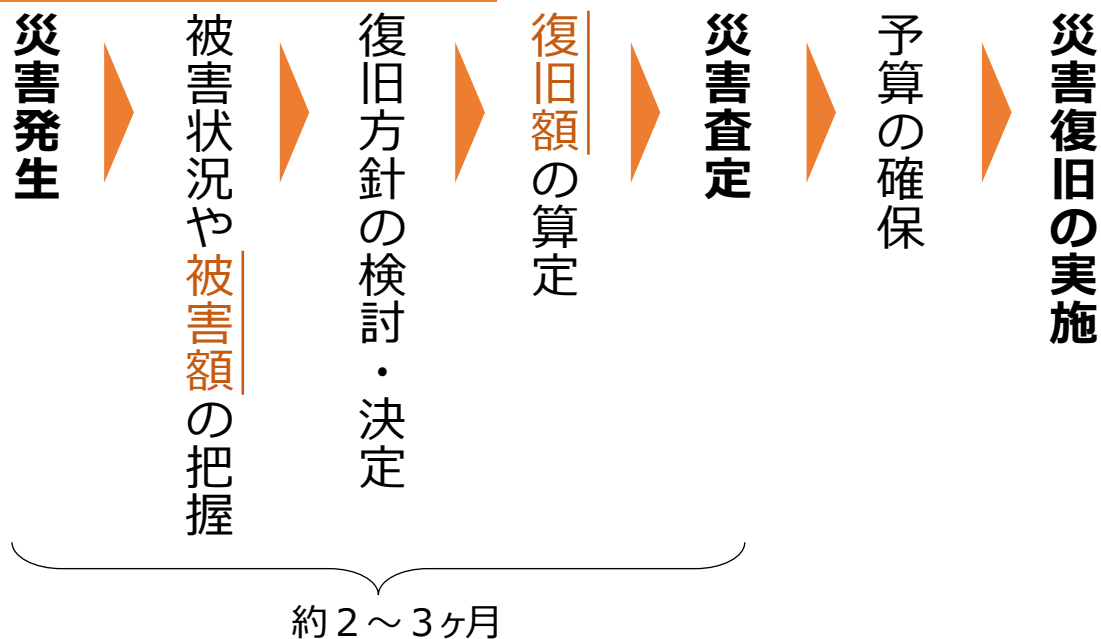 災害発生
被害状況や被害額の把握
復旧方針の検討・決定
復旧額の算定
災害査定
予算の確保
災害復旧の実施
約２～３ヶ月